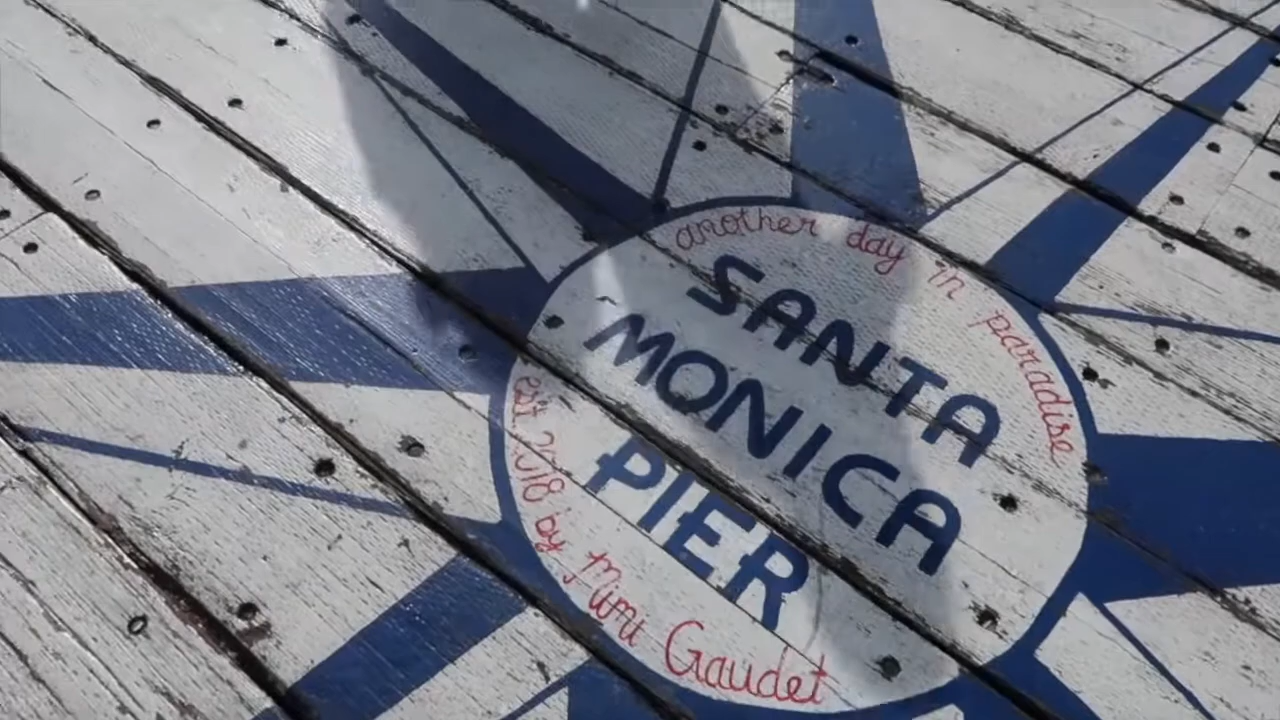 another day in paradise
SANTA
MONICA
PIER
est 2018 by Mimi Gaudet